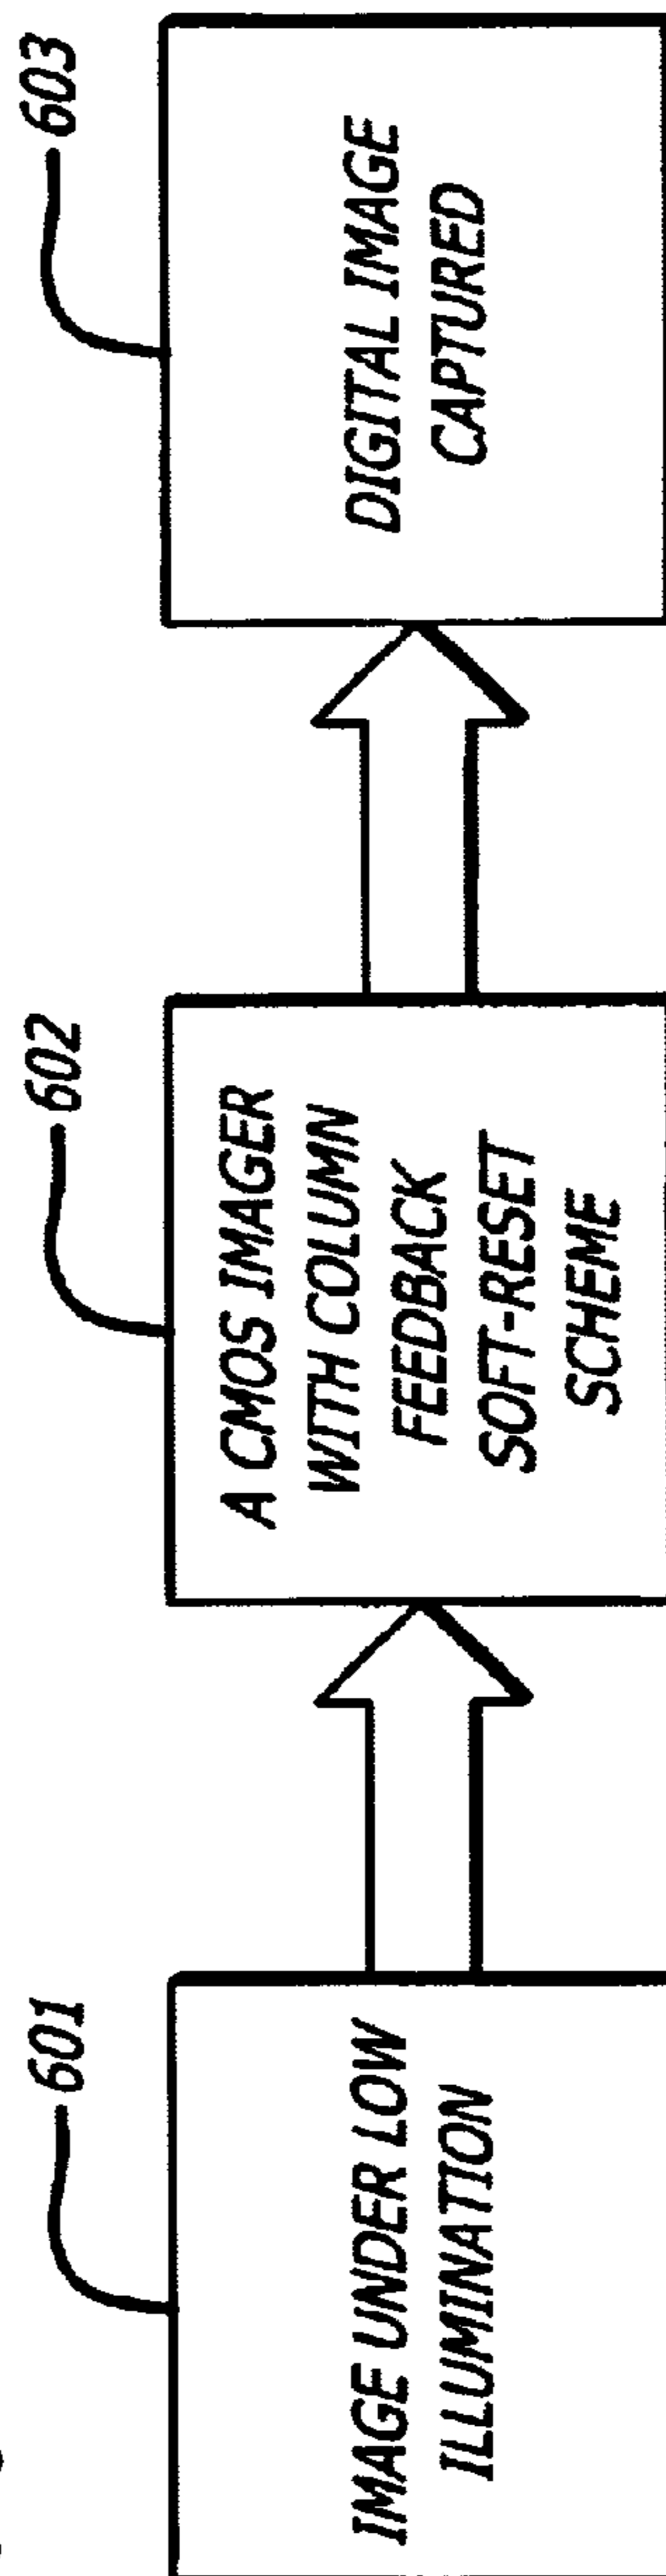 601
IMAGE UNDER LOW
ILLUMINATION
602
A CMOS IMAGER
WITH COLUMN
FEEDBACK
SOFT-RESET
SCHEME
603
DIGITAL IMAGE
CAPTURED